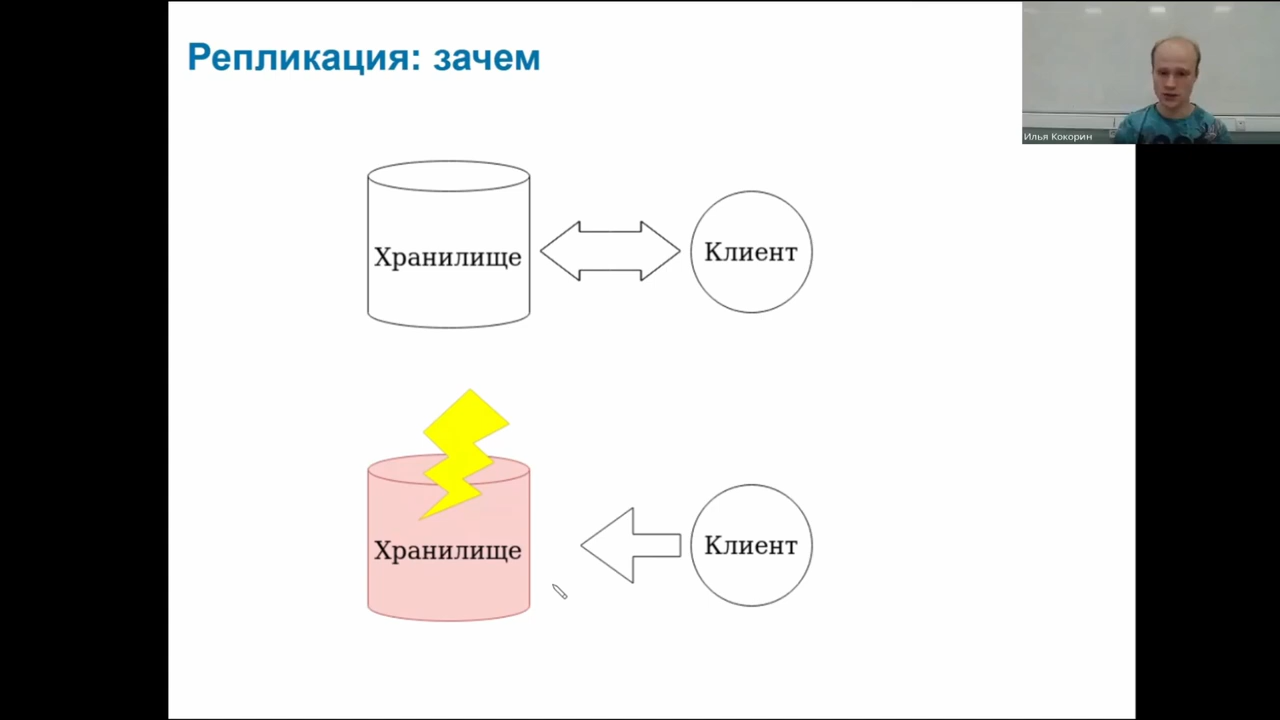 Репликация: зачем
Илья Кокорин
Хранилище
Клиент
Хранилище
Клиент